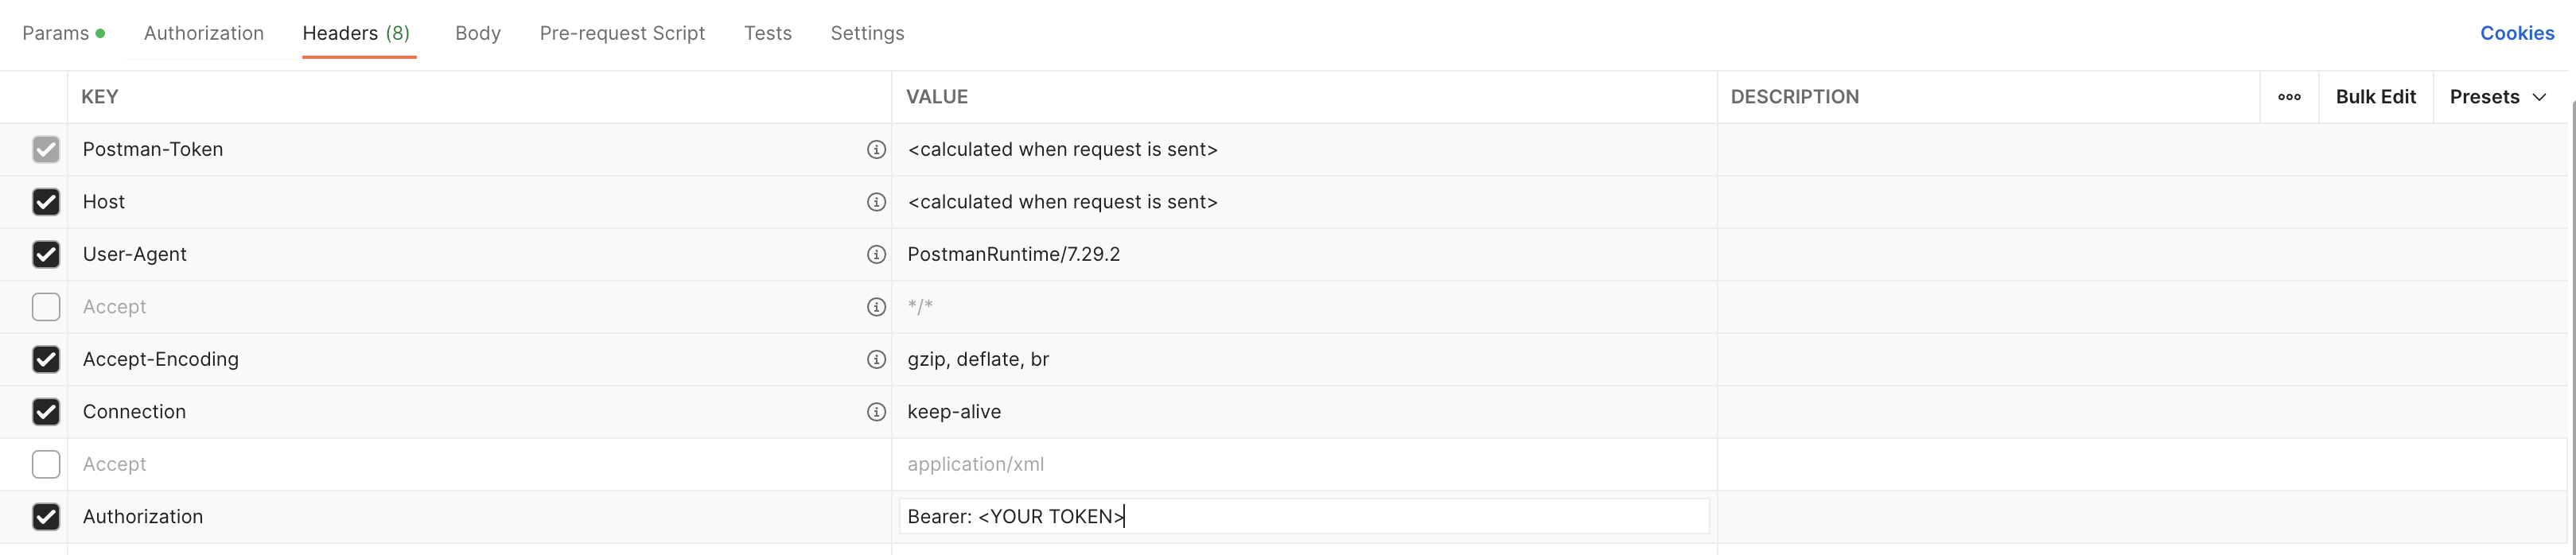 Params Authorization Headers (8) Body Pre-request Script Tests Settings Cookies
KEY VALUE DESCRIPTION Bulk Edit Presets
Postman-Token <calculated when request is sent>
Host <calculated when request is sent>
User-Agent PostmanRuntime/7.29.2
Accept */*
Accept-Encoding gzip, deflate, br
Connection keep-alive
Accept application/xml
Authorization Bearer: <YOUR TOKEN>